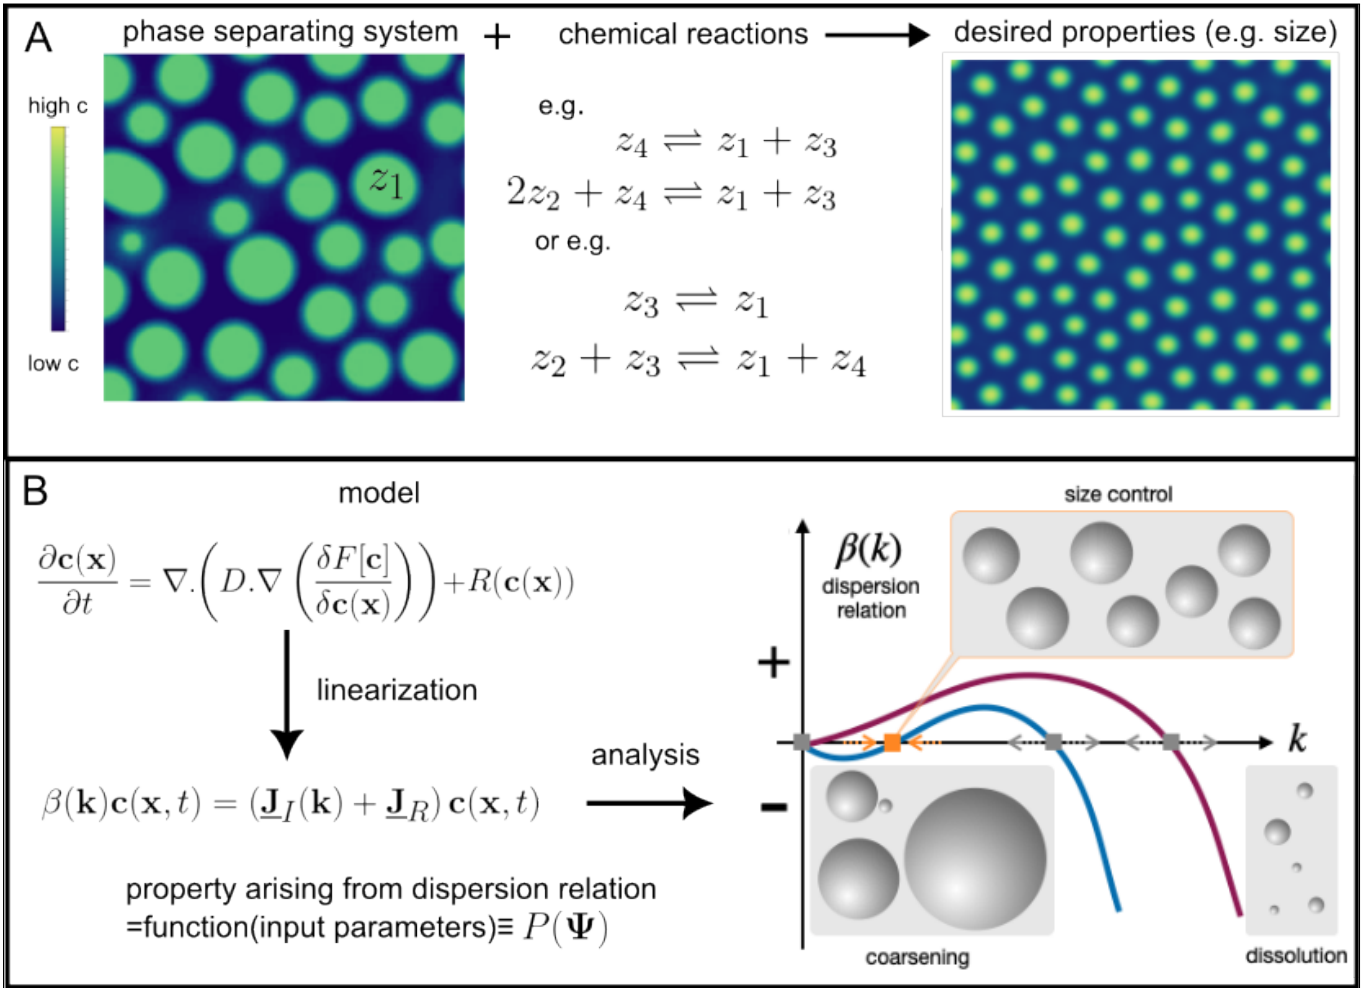 A
phase separating system + chemical reactions → desired properties (e.g. size)
high c
low c
z₁
e.g.
z₄ ⇌ z₁ + z₃
2z₂ + z₄ ⇌ z₁ + z₃
or e.g.
z₃ ⇌ z₁
z₂ + z₃ ⇌ z₁ + z₄
B
model
∂c(x)/∂t = ∇.(D.∇(δF[c]/δc(x)))+R(c(x))
linearization
β(k)c(x, t) = (J_I(k) + J_R) c(x, t)
analysis
property arising from dispersion relation
=function(input parameters)≡ P(Ψ)
size control
β(k)
dispersion
relation
+
k
−
coarsening
dissolution